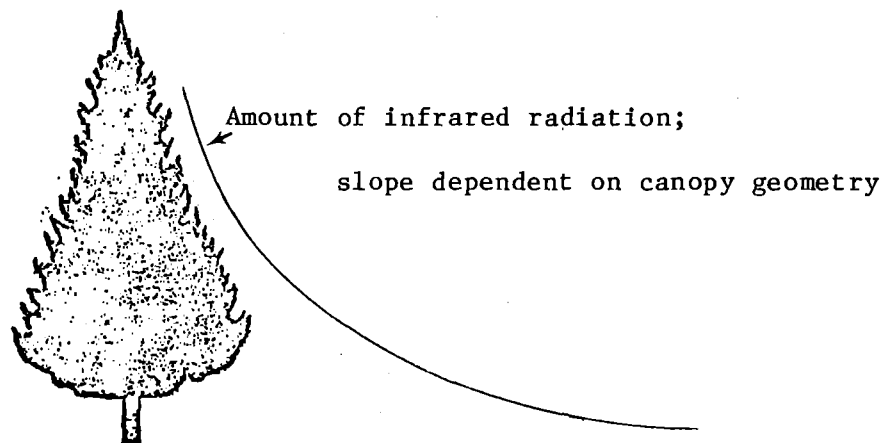 Amount of infrared radiation;
slope dependent on canopy geometry